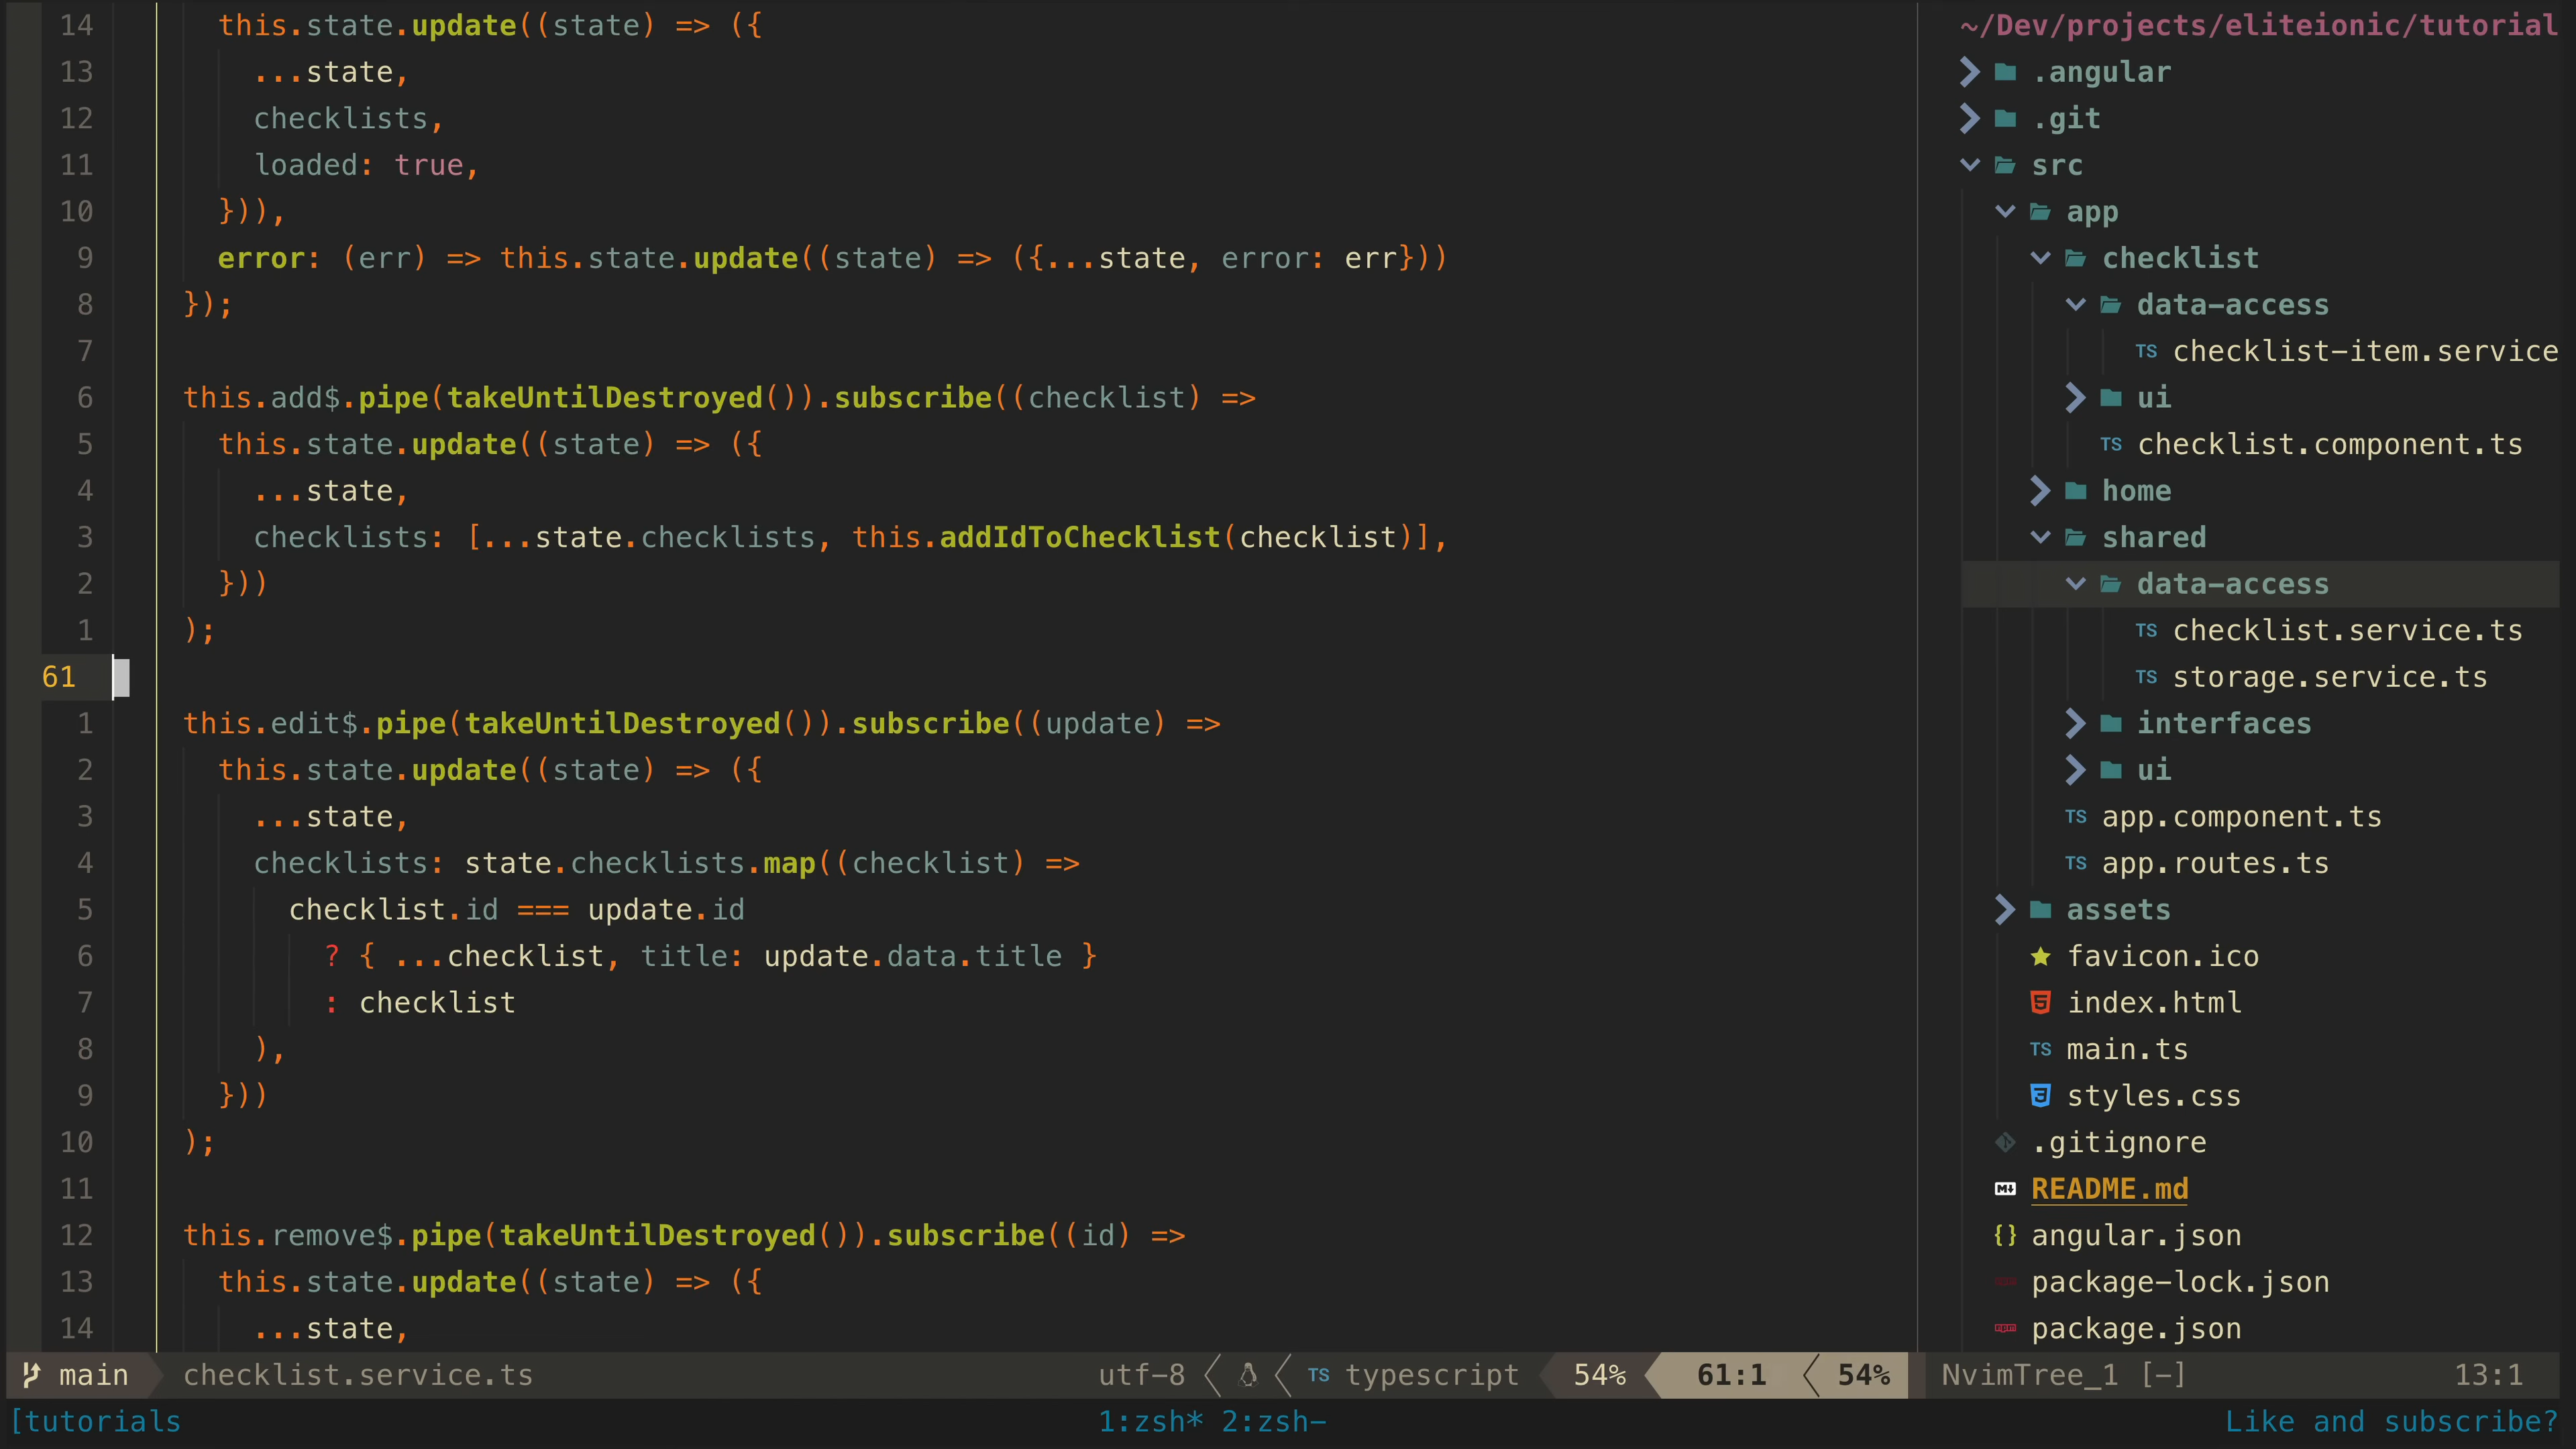 14 this.state.update((state) => ({
13 ...state,
12 checklists,
11 loaded: true,
10 })),
9 error: (err) => this.state.update((state) => ({...state, error: err}))
8 });
7
6 this.add$.pipe(takeUntilDestroyed()).subscribe((checklist) =>
5 this.state.update((state) => ({
4 ...state,
3 checklists: [...state.checklists, this.addIdToChecklist(checklist)],
2 }))
1 );
61
1 this.edit$.pipe(takeUntilDestroyed()).subscribe((update) =>
2 this.state.update((state) => ({
3 ...state,
4 checklists: state.checklists.map((checklist) =>
5 checklist.id === update.id
6 ? { ...checklist, title: update.data.title }
7 : checklist
8 ),
9 }))
10 );
11
12 this.remove$.pipe(takeUntilDestroyed()).subscribe((id) =>
13 this.state.update((state) => ({
14 ...state,
~/Dev/projects/eliteionic/tutorial
.angular
.git
src
app
checklist
data-access
TS checklist-item.service
ui
TS checklist.component.ts
home
shared
data-access
TS checklist.service.ts
TS storage.service.ts
interfaces
ui
TS app.component.ts
TS app.routes.ts
assets
favicon.ico
index.html
TS main.ts
styles.css
.gitignore
README.md
{} angular.json
package-lock.json
package.json
main checklist.service.ts utf-8 TS typescript 54% 61:1 54% NvimTree_1 [-] 13:1
[tutorials 1:zsh* 2:zsh- Like and subscribe?